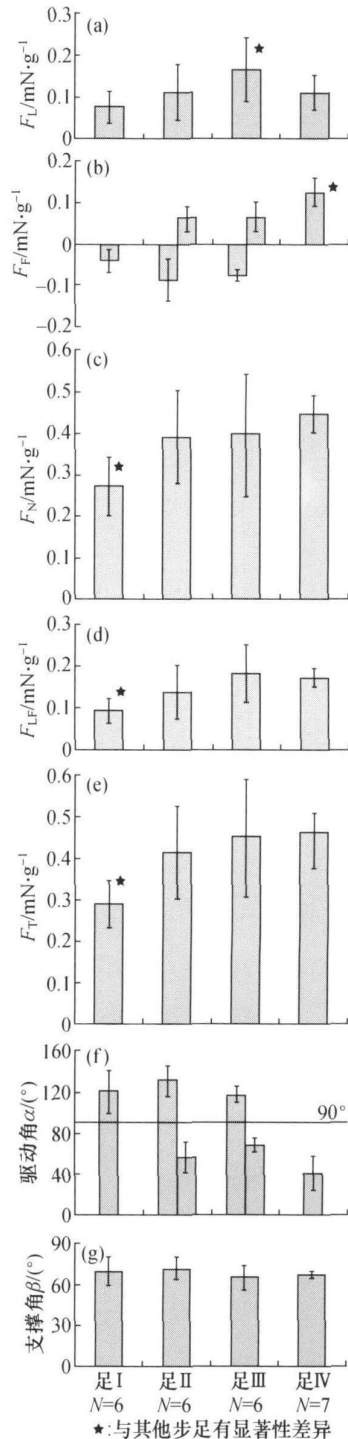 (a)
F_L/mN·g⁻¹
0.3
0.2
0.1
0
★
(b)
F_F/mN·g⁻¹
0.2
0.1
0
−0.1
−0.2
★
(c)
F_N/mN·g⁻¹
0.6
0.5
0.4
0.3
0.2
0.1
0
★
(d)
F_LF/mN·g⁻¹
0.3
0.2
0.1
0
★
(e)
F_T/mN·g⁻¹
0.6
0.5
0.4
0.3
0.2
0.1
0
★
(f)
驱动角α/(°)
160
120
80
40
0
90°
(g)
支撑角β/(°)
90
60
30
0
足Ⅰ 足Ⅱ 足Ⅲ 足Ⅳ
N=6 N=6 N=6 N=7
★:与其他步足有显著性差异